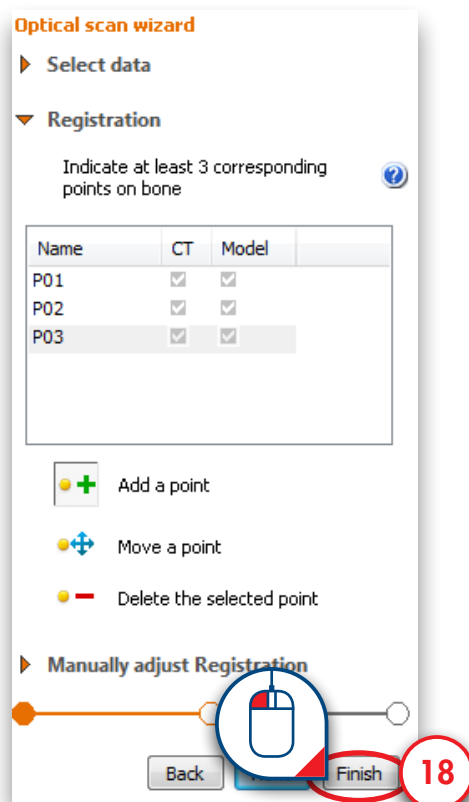 Optical scan wizard
Select data
Registration
Indicate at least 3 corresponding
points on bone
Name CT Model
P01
P02
P03
Add a point
Move a point
Delete the selected point
Manually adjust Registration
Back Finish 18